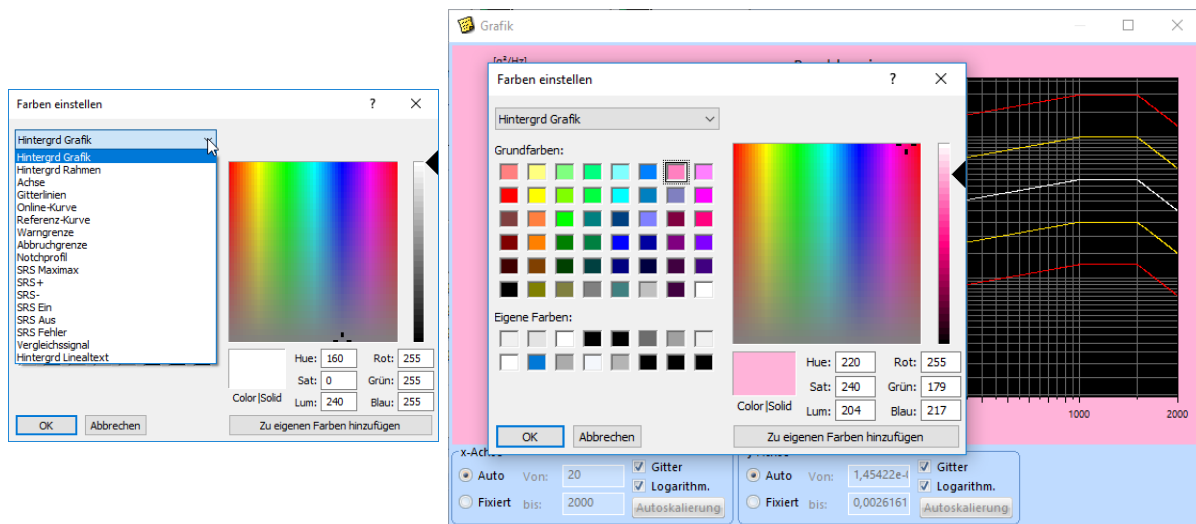 Farben einstellen
?
Hintergrd Grafik
Hintergrd Grafik
Hintergrd Rahmen
Achse
Gitterlinien
Online-Kurve
Referenz-Kurve
Warngrenze
Abbruchgrenze
Notchprofil
SRS Maximax
SRS+
SRS-
SRS Ein
SRS Aus
SRS Fehler
Vergleichssignal
Hintergrd Linealtext
Color|Solid
Hue: 160 Rot: 255
Sat: 0 Grün: 255
Lum: 240 Blau: 255
OK Abbrechen Zu eigenen Farben hinzufügen
Grafik
[g²/Hz]
Farben einstellen
?
Hintergrd Grafik
Grundfarben:
Eigene Farben:
Color|Solid
Hue: 220 Rot: 255
Sat: 240 Grün: 179
Lum: 204 Blau: 217
OK Abbrechen Zu eigenen Farben hinzufügen
1000 2000
x-Achse
Auto Von: 20 Gitter
Logarithm.
Fixiert bis: 2000 Autoskalierung
Auto Von: 1,45422e- Gitter
Logarithm.
Fixiert bis: 0,0026161 Autoskalierung